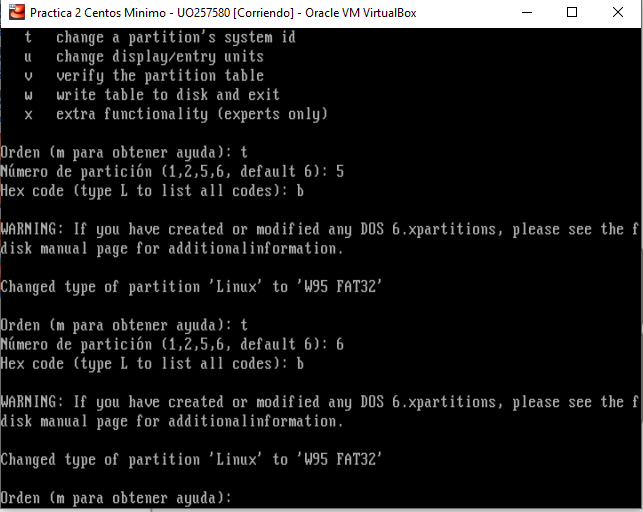 Practica 2 Centos Minimo - UO257580 [Corriendo] - Oracle VM VirtualBox
t change a partition's system id
u change display/entry units
v verify the partition table
w write table to disk and exit
x extra functionality (experts only)
Orden (m para obtener ayuda): t
Número de partición (1,2,5,6, default 6): 5
Hex code (type L to list all codes): b
WARNING: If you have created or modified any DOS 6.xpartitions, please see the f
disk manual page for additionalinformation.
Changed type of partition 'Linux' to 'W95 FAT32'
Orden (m para obtener ayuda): t
Número de partición (1,2,5,6, default 6): 6
Hex code (type L to list all codes): b
WARNING: If you have created or modified any DOS 6.xpartitions, please see the f
disk manual page for additionalinformation.
Changed type of partition 'Linux' to 'W95 FAT32'
Orden (m para obtener ayuda):